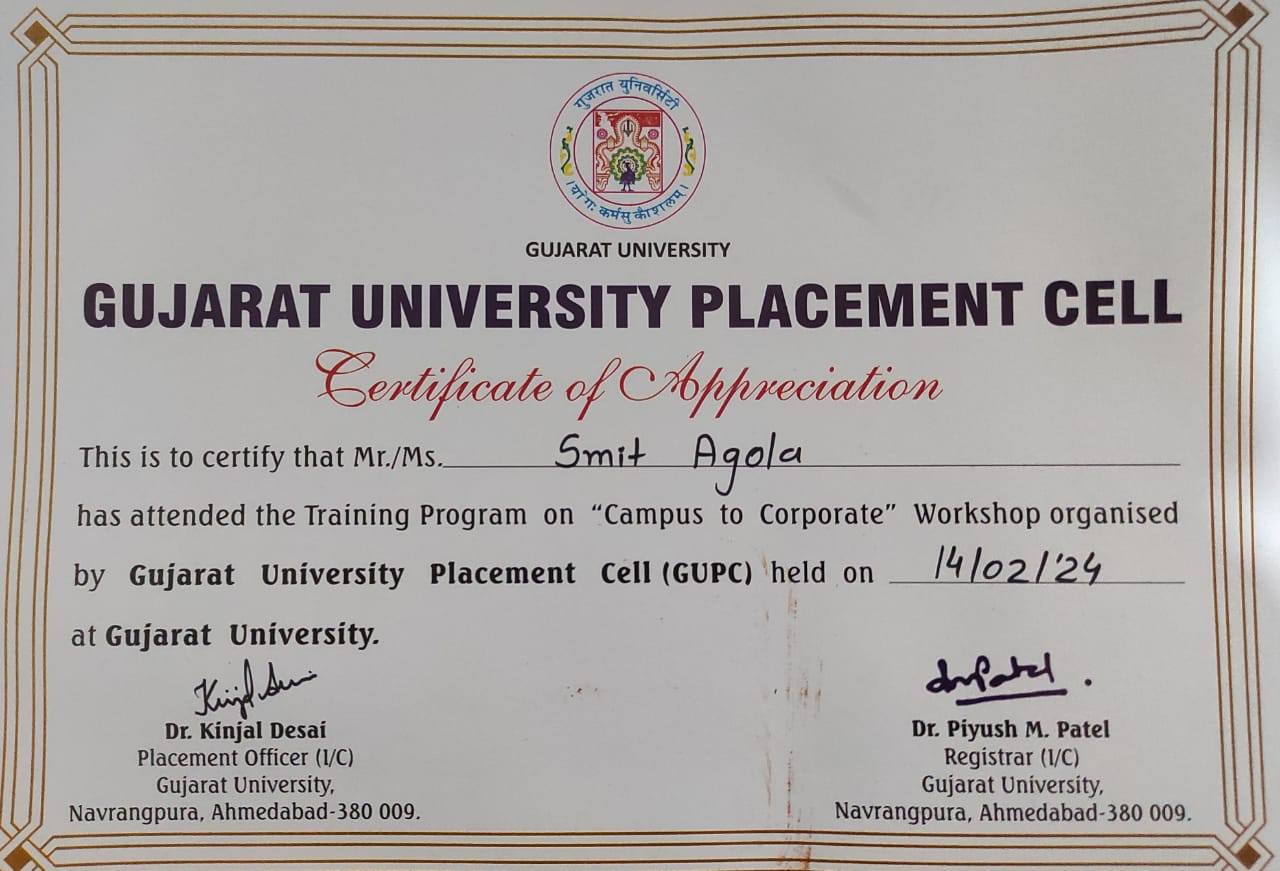 गुजरात युनिवर्सिटी
। योगः कर्मसु कौशलम् ।
GUJARAT UNIVERSITY
GUJARAT UNIVERSITY PLACEMENT CELL
Certificate of Appreciation
This is to certify that Mr./Ms. Smit Agola
has attended the Training Program on “Campus to Corporate” Workshop organised
by Gujarat University Placement Cell (GUPC) held on 14/02/'24
at Gujarat University.
Dr. Kinjal Desai
Placement Officer (I/C)
Gujarat University,
Navrangpura, Ahmedabad-380 009.
Dr. Piyush M. Patel
Registrar (I/C)
Gujarat University,
Navrangpura, Ahmedabad-380 009.